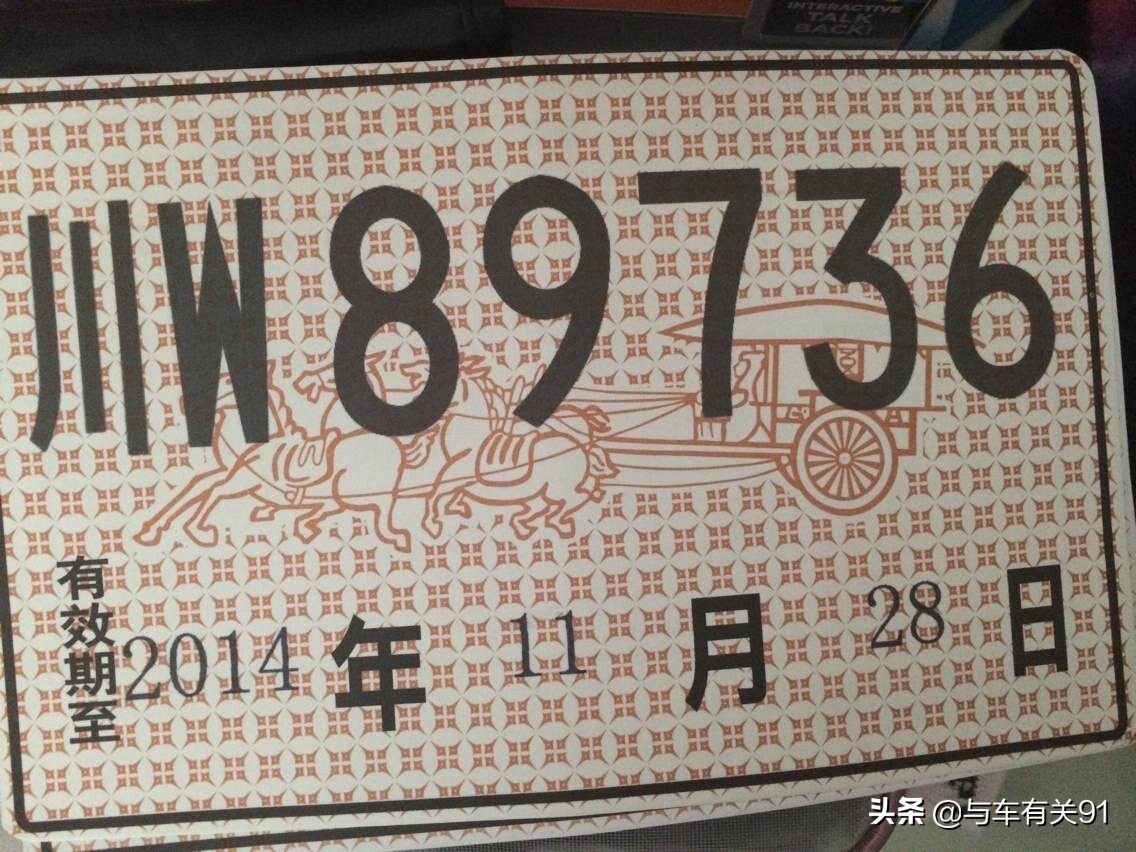 INTERACTIVE
TALK
BACK!
川W89736
有效期至2014年11月28日
头条 @与车有关91